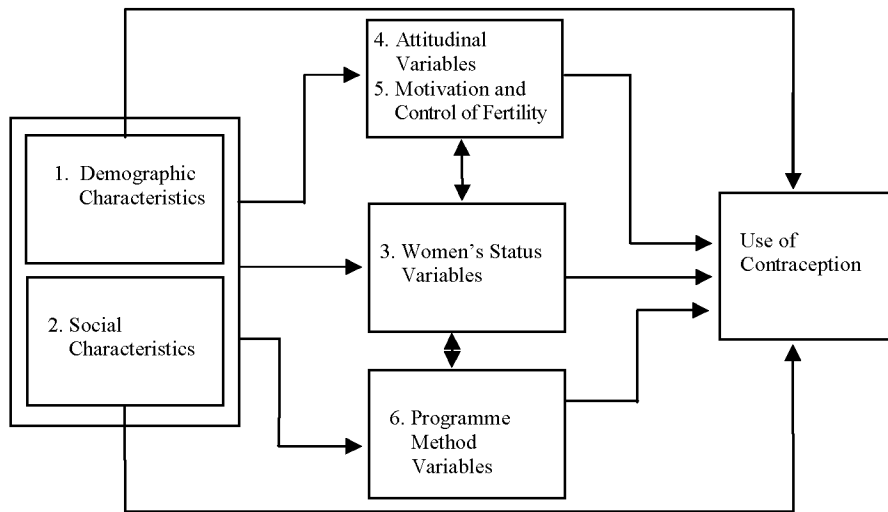 4. Attitudinal
Variables
5. Motivation and
Control of Fertility
1. Demographic
Characteristics
3. Women's Status
Variables
Use of
Contraception
2. Social
Characteristics
6. Programme
Method
Variables